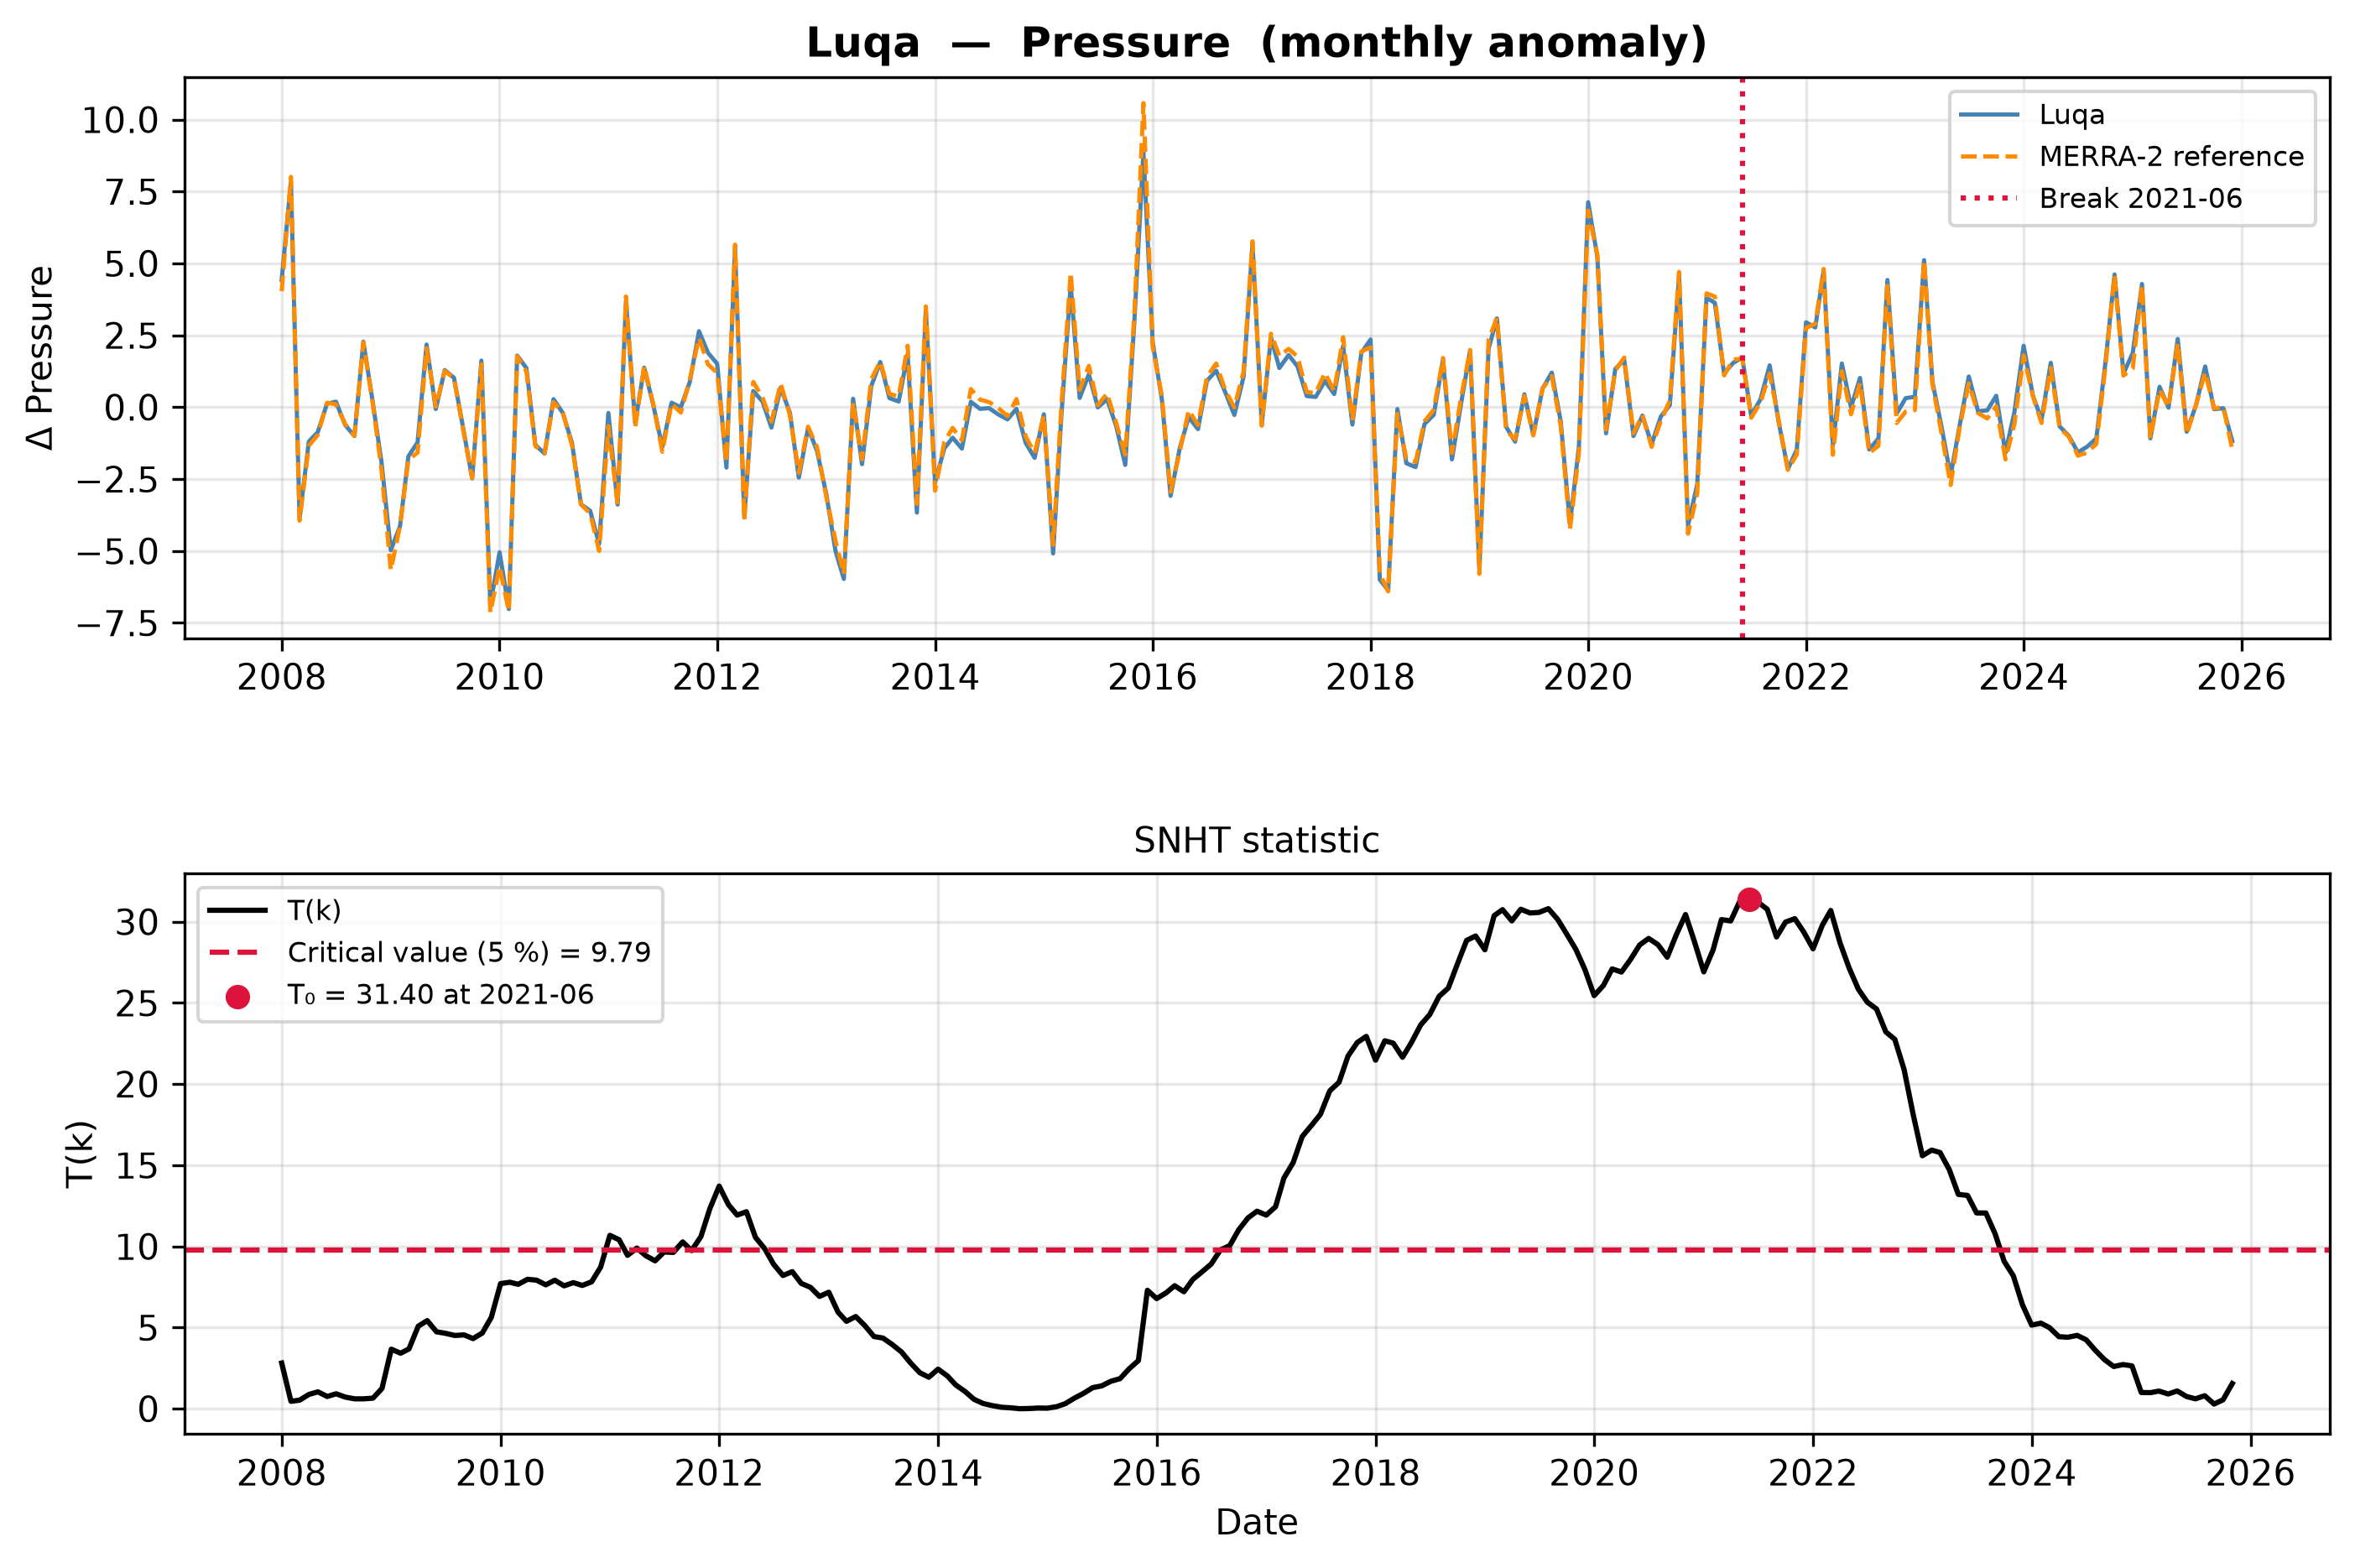 Luqa — Pressure (monthly anomaly)
Δ Pressure
10.0
7.5
5.0
2.5
0.0
−2.5
−5.0
−7.5
Luqa
MERRA-2 reference
Break 2021-06
2008 2010 2012 2014 2016 2018 2020 2022 2024 2026
SNHT statistic
T(k)
30
25
20
15
10
5
0
T(k)
Critical value (5 %) = 9.79
T₀ = 31.40 at 2021-06
2008 2010 2012 2014 2016 2018 2020 2022 2024 2026
Date